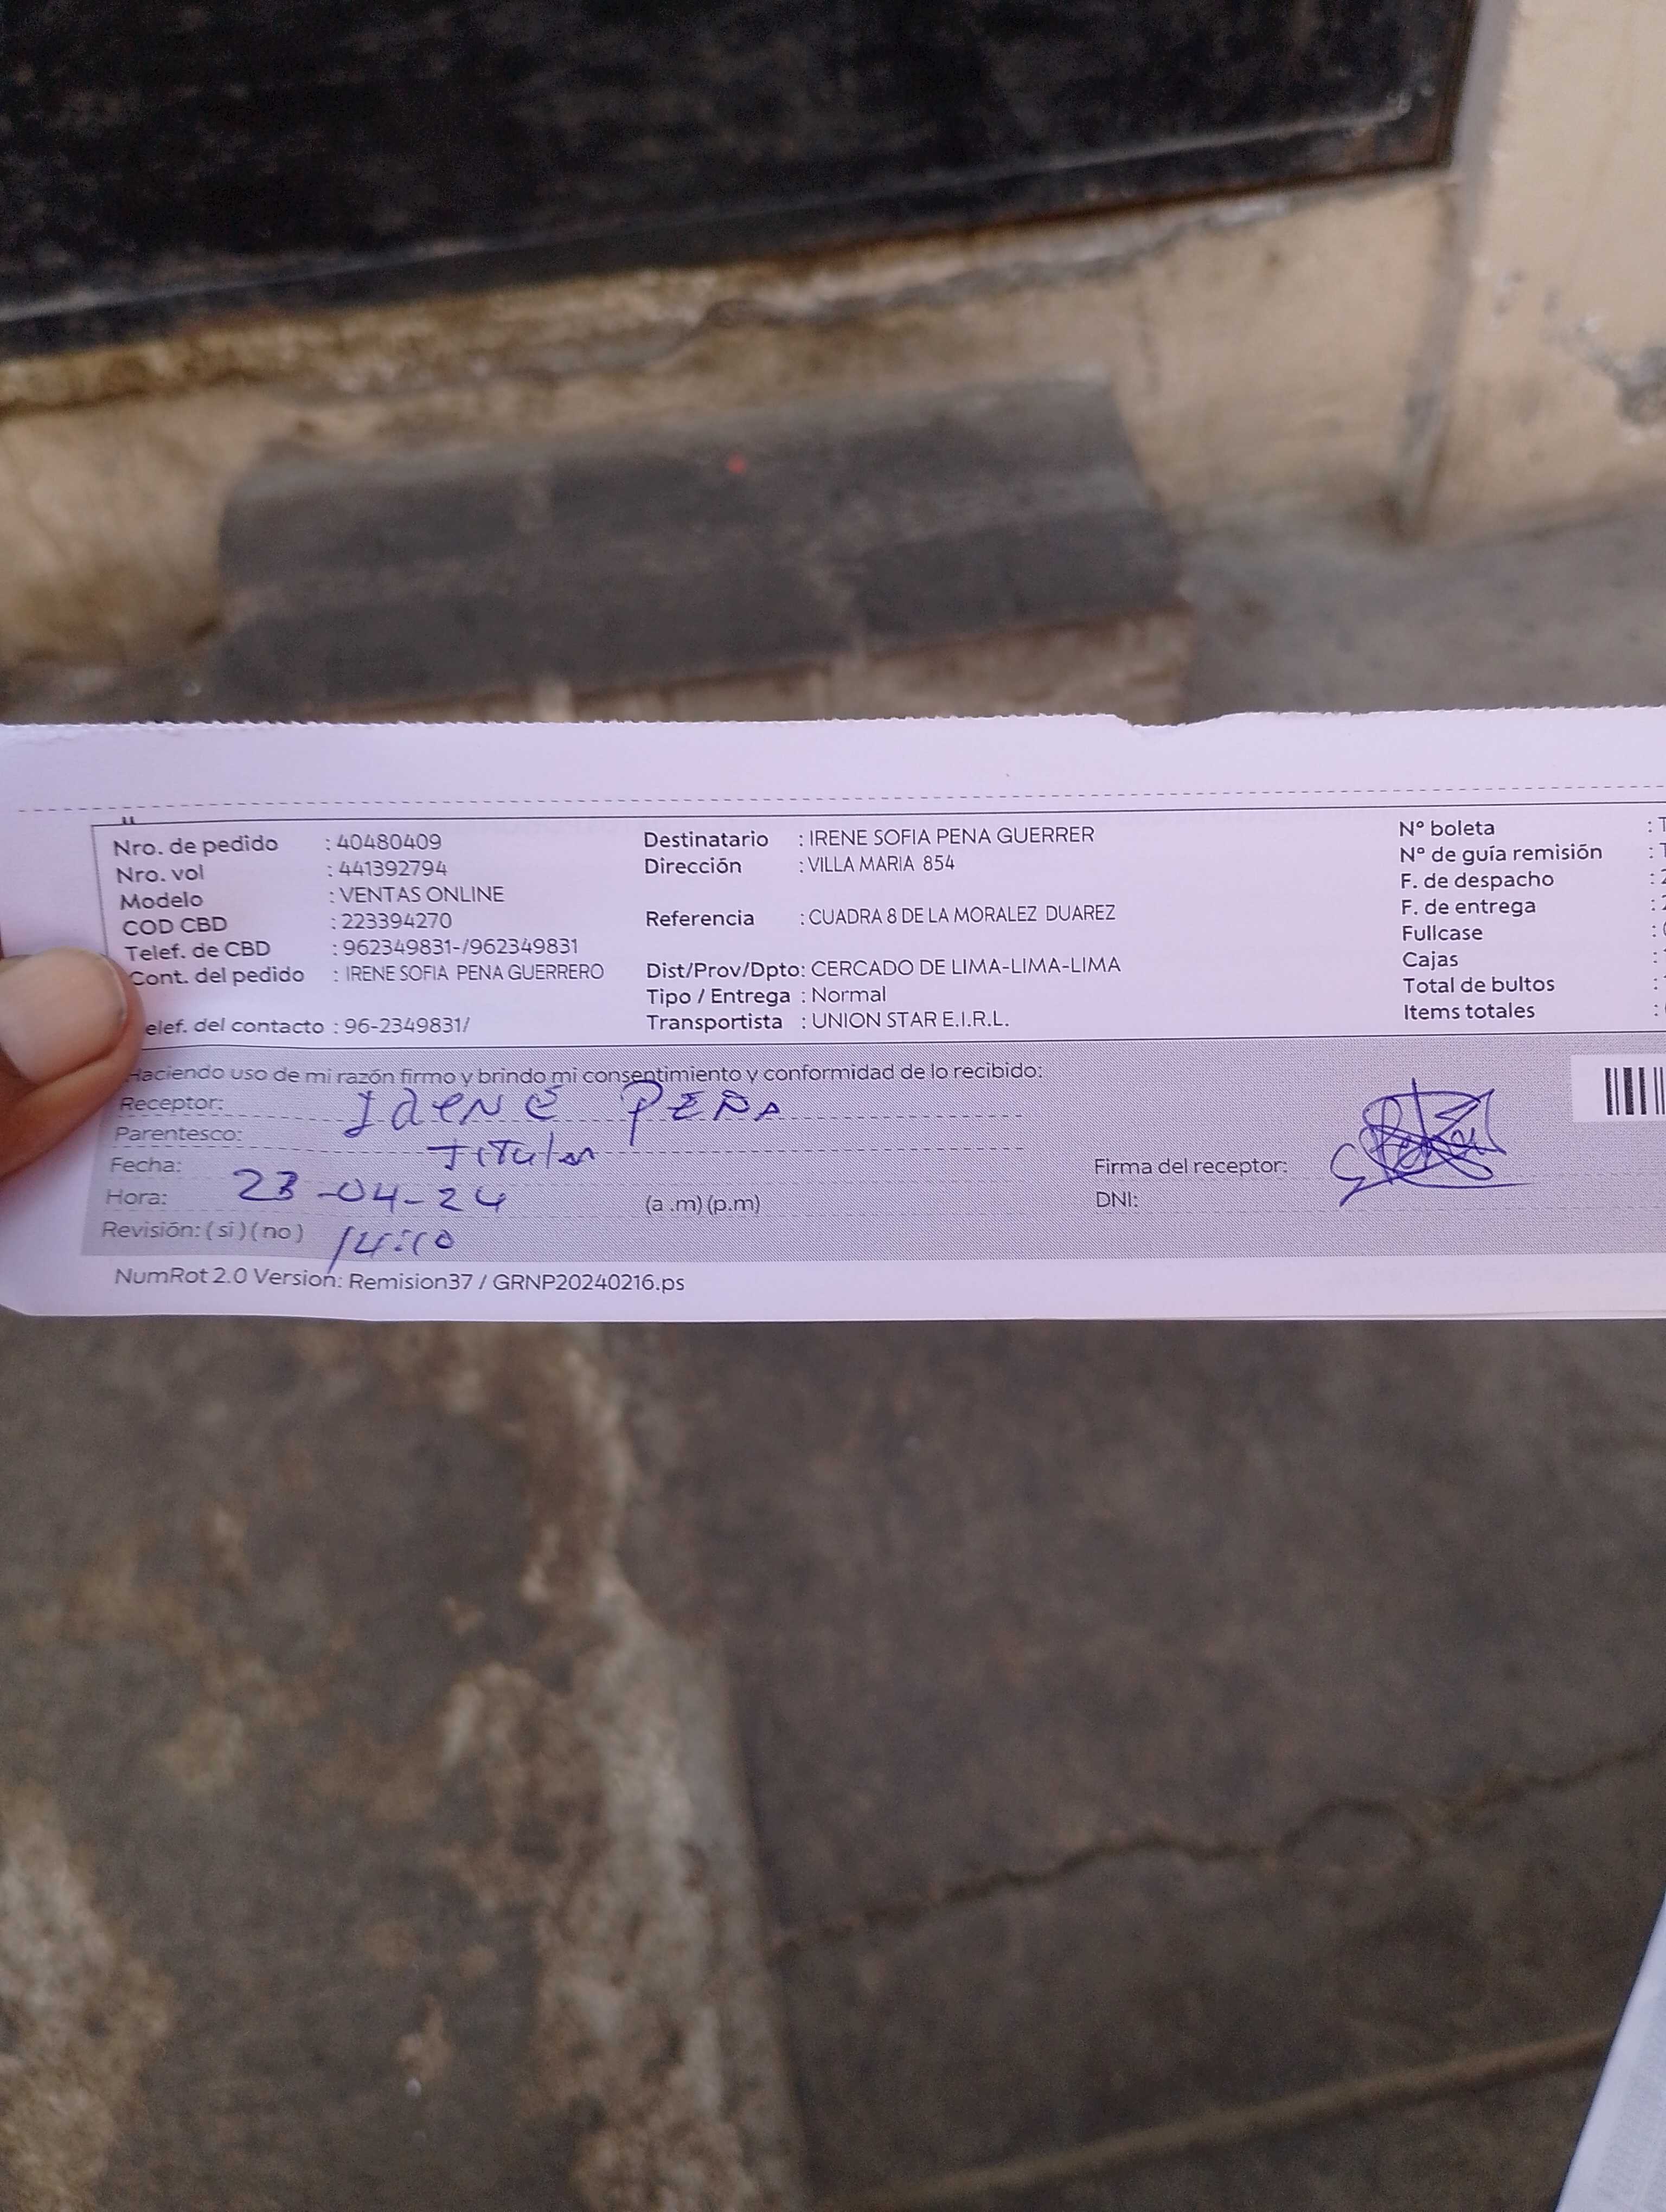 Nro. de pedido : 40480409
Nro. vol : 441392794
Modelo : VENTAS ONLINE
COD CBD : 223394270
Telef. de CBD : 962349831-/962349831
Cont. del pedido : IRENE SOFIA PENA GUERRERO
elef. del contacto : 96-2349831/
Destinatario : IRENE SOFIA PENA GUERRER
Dirección : VILLA MARIA 854
Referencia : CUADRA 8 DE LA MORALEZ DUAREZ
Dist/Prov/Dpto: CERCADO DE LIMA-LIMA-LIMA
Tipo / Entrega : Normal
Transportista : UNION STAR E.I.R.L.
N° boleta :
N° de guía remisión :
F. de despacho :
F. de entrega :
Fullcase :
Cajas :
Total de bultos :
Items totales :
Haciendo uso de mi razón firmo y brindo mi consentimiento y conformidad de lo recibido:
Receptor: IRENE PEÑA
Parentesco: titular
Fecha: 23-04-24
Hora: (a .m) (p.m)
Revisión: ( si ) ( no ) 14:10
Firma del receptor:
DNI:
NumRot 2.0 Version: Remision37 / GRNP20240216.ps